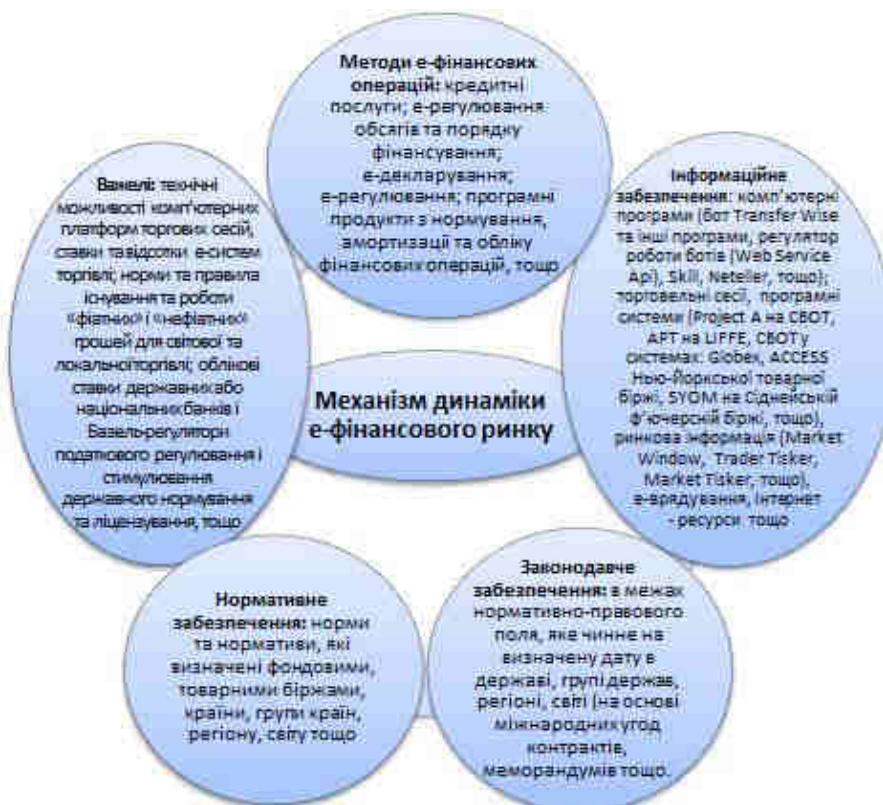 Методи е-фінансових
операцій: кредитні
послуги; е-регулювання
обсягів та порядку
фінансування;
е-декларування;
е-регулювання; програмні
продукти з нормування,
амортизації та обліку
фінансових операцій, тощо
Важелі: технічні
можливості комп'ютерних
платформ торгових сесій,
ставки та відсотки е-систем
торгівлі; норми та правила
існування та роботи
«фіатних» і «нефіатних»
грошей для світової та
локальної торгівлі; облікові
ставки державних або
національних банків і
Базель-регулятори
податкового регулювання і
стимулювання
державного нормування
та ліцензування, тощо
Інформаційне
забезпечення: комп'ютерні
програми (бот Transfer Wise
та інші програми, регулятор
роботи ботів (Web Service
Api), Skill, Neteller, тощо);
торговельні сесії, програмні
системи (Project A на СВОТ,
АРТ на LIFFE, СВОТ у
системах: Globex, ACCESS
Нью-Йоркської товарної
біржі, SYOM на Сіднейській
ф'ючерсній біржі, тощо),
ринкова інформація (Market
Window, Trader Tisker,
Market Tisker, тощо),
е-врядування, інтернет
- ресурси тощо
Механізм динаміки
е-фінансового ринку
Нормативне
забезпечення: норми
та нормативи, які
визначені фондовими,
товарними біржами,
країни, групи країн,
регіону, світу тощо
Законодавче
забезпечення: в межах
нормативно-правового
поля, яке чинне на
визначену дату в
державі, групі держав,
регіоні, світі (на основі
міжнародних угод
контрактів,
меморандумів тощо.